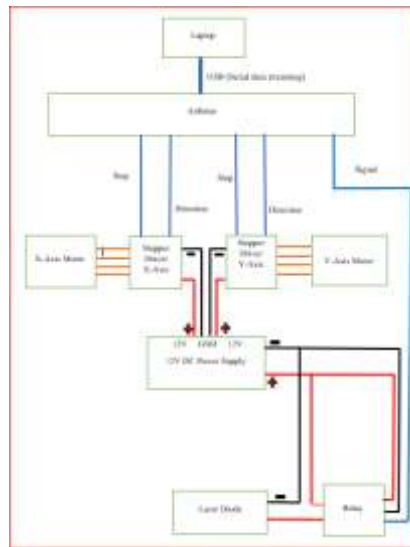 Laptop
USB (Serial data streaming)
Arduino
Step
Step
Signal
Direction
Direction
X-Axis Motor
Stepper
Driver
X-Axis
Stepper
Driver
Y-Axis
Y-Axis Motor
12V GND 12V
12V DC Power Supply
Laser Diode
Relay